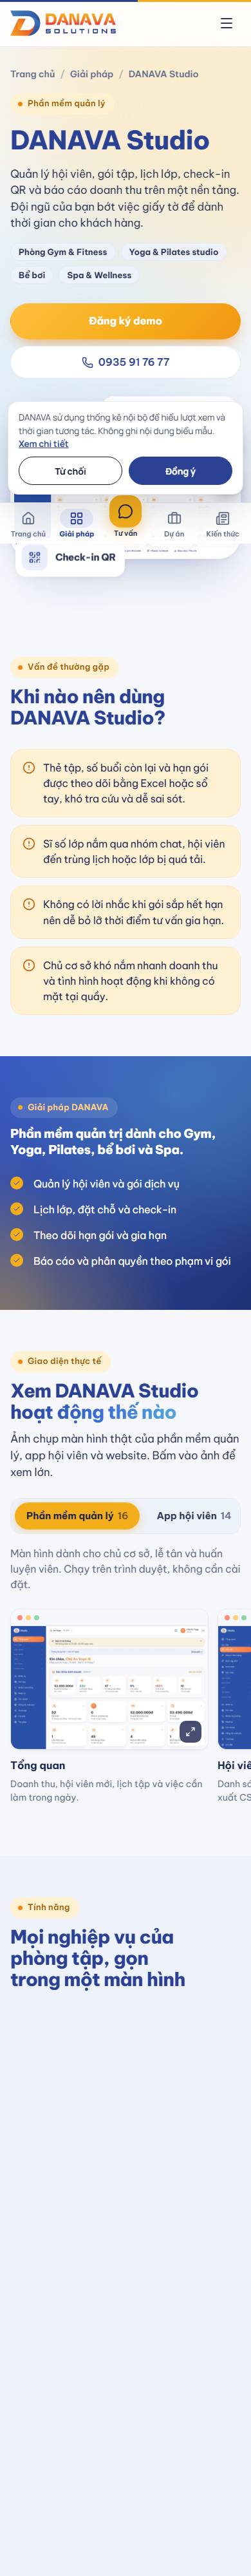 DANAVA
SOLUTIONS
Trang chủ / Giải pháp / DANAVA Studio
Phần mềm quản lý
DANAVA Studio
Quản lý hội viên, gói tập, lịch lớp, check-in
QR và báo cáo doanh thu trên một nền tảng.
Đội ngũ của bạn bớt việc giấy tờ để dành
thời gian cho khách hàng.
Phòng Gym & Fitness
Yoga & Pilates studio
Bể bơi
Spa & Wellness
Đăng ký demo
0935 91 76 77
DANAVA sử dụng thống kê nội bộ để hiểu lượt xem và
thời gian tương tác. Không ghi nội dung biểu mẫu.
Xem chi tiết
Từ chối
Đồng ý
Trang chủ
Giải pháp
Tư vấn
Dự án
Kiến thức
Check-in QR
Vấn đề thường gặp
Khi nào nên dùng
DANAVA Studio?
Thẻ tập, số buổi còn lại và hạn gói
được theo dõi bằng Excel hoặc sổ
tay, khó tra cứu và dễ sai sót.
Sĩ số lớp nắm qua nhóm chat, hội viên
đến trùng lịch hoặc lớp bị quá tải.
Không có lời nhắc khi gói sắp hết hạn
nên dễ bỏ lỡ thời điểm tư vấn gia hạn.
Chủ cơ sở khó nắm nhanh doanh thu
và tình hình hoạt động khi không có
mặt tại quầy.
Giải pháp DANAVA
Phần mềm quản trị dành cho Gym,
Yoga, Pilates, bể bơi và Spa.
Quản lý hội viên và gói dịch vụ
Lịch lớp, đặt chỗ và check-in
Theo dõi hạn gói và gia hạn
Báo cáo và phân quyền theo phạm vi gói
Giao diện thực tế
Xem DANAVA Studio
hoạt động thế nào
Ảnh chụp màn hình thật của phần mềm quản
lý, app hội viên và website. Bấm vào ảnh để
xem lớn.
Phần mềm quản lý 16
App hội viên 14
Màn hình dành cho chủ cơ sở, lễ tân và huấn
luyện viên. Chạy trên trình duyệt, không cần cài
đặt.
Tổng quan
Doanh thu, hội viên mới, lịch tập và việc cần
làm trong ngày.
Hội viê
Danh sá
xuất CS
Tính năng
Mọi nghiệp vụ của
phòng tập, gọn
trong một màn hình